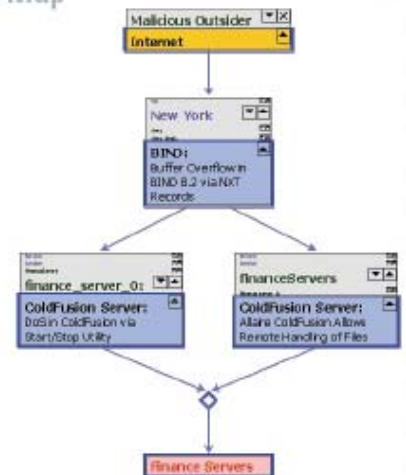 Map
Malicious Outsider
Internet
New York
BIND:
Buffer Overflow in
BIND 8.2 via NXT
Records
finance_server_0:
ColdFusion Server:
DoS in ColdFusion via
Start/Stop Utility
financeServers
ColdFusion Server:
Allaire ColdFusion Allows
Remote Handling of Files
Finance Servers